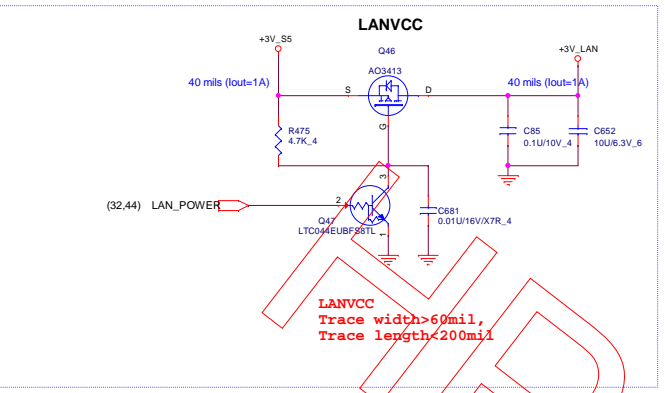 LANVCC
+3V_S5
Q46
+3V_LAN
AO3413
40 mils (Iout=1A)
40 mils (Iout=1A)
S
D
G
R475
4.7K_4
C85
0.1U/10V_4
C652
10U/6.3V_6
3
(32,44) LAN_POWER
2
Q47
LTC044EUBFS8TL
1
C681
0.01U/16V/X7R_4
LANVCC
Trace width>60mil,
Trace length<200mil